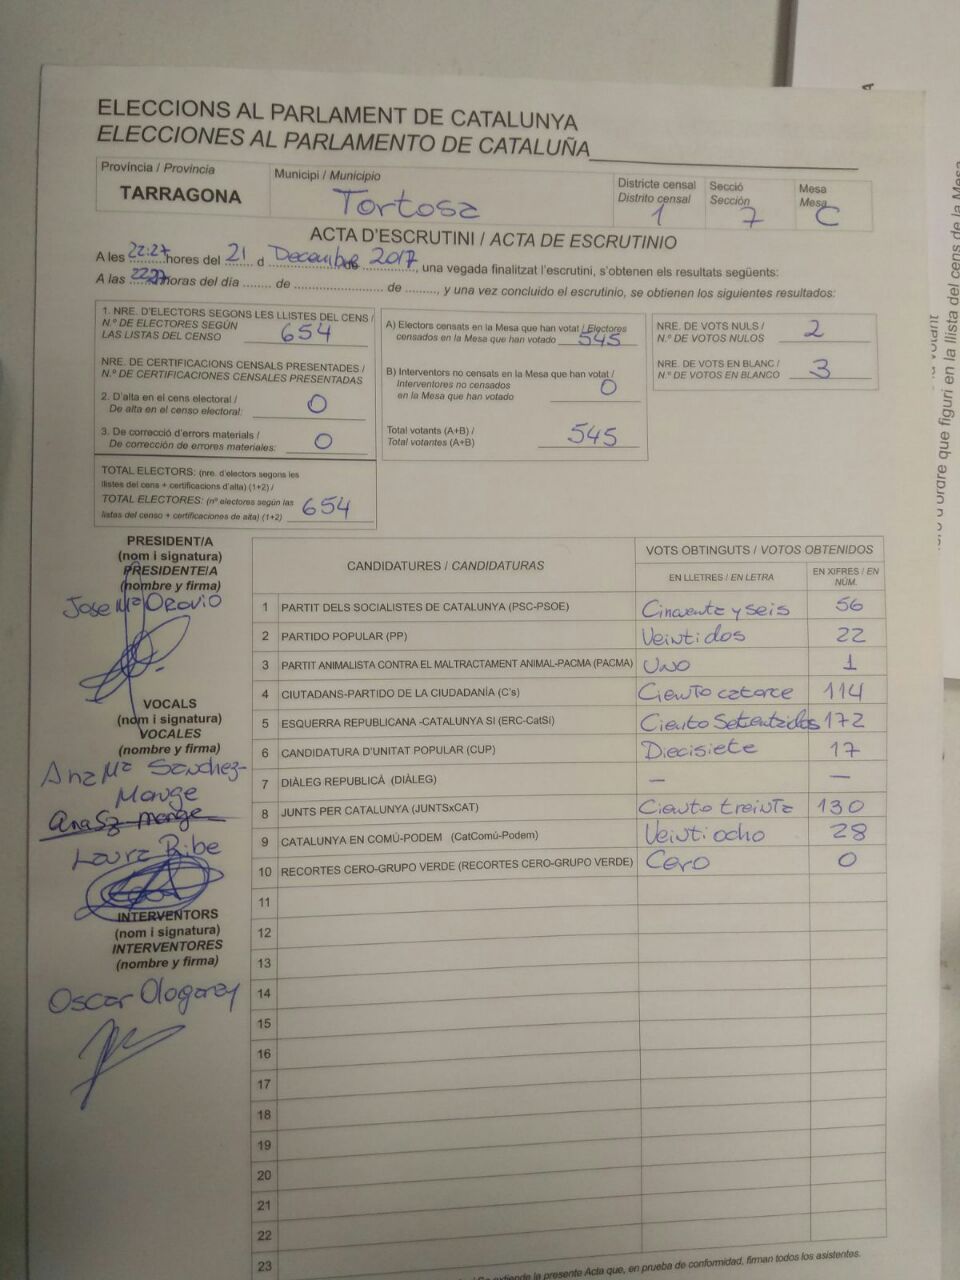 ELECCIONS AL PARLAMENT DE CATALUNYA
ELECCIONES AL PARLAMENTO DE CATALUÑA
Província / Provincia
TARRAGONA
Municipi / Municipio
Tortosa
Districte censal
Distrito censal
1
Secció
Sección
7
Mesa
Mesa
C
ACTA D'ESCRUTINI / ACTA DE ESCRUTINIO
A les 22:27 hores del 21 d Decembre 2017, una vegada finalitzat l'escrutini, s'obtenen els resultats següents:
A las 22:27 horas del día ....... de ...................... de ........, y una vez concluido el escrutinio, se obtienen los siguientes resultados:
1. NRE. D'ELECTORS SEGONS LES LLISTES DEL CENS /
N.º DE ELECTORES SEGÚN
LAS LISTAS DEL CENSO 654
NRE. DE CERTIFICACIONS CENSALS PRESENTADES /
N.º DE CERTIFICACIONES CENSALES PRESENTADAS
2. D'alta en el cens electoral /
De alta en el censo electoral: 0
3. De correcció d'errors materials /
De corrección de errores materiales: 0
TOTAL ELECTORS: (nre. d'electors segons les
llistes del cens + certificacions d'alta) (1+2) /
TOTAL ELECTORES: (nº electores según las
listas del censo + certificaciones de alta) (1+2) 654
A) Electors censats en la Mesa que han votat / Electores
censados en la Mesa que han votado 545
B) Interventors no censats en la Mesa que han votat /
Interventores no censados
en la Mesa que han votado 0
Total votants (A+B) /
Total votantes (A+B) 545
NRE. DE VOTS NULS /
N.º DE VOTOS NULOS 2
NRE. DE VOTS EN BLANC /
N.º DE VOTOS EN BLANCO 3
PRESIDENT/A
(nom i signatura)
PRESIDENTE/A
(nombre y firma)
Jose Mª Orovio
VOCALS
(nom i signatura)
VOCALES
(nombre y firma)
Ana Mª Sanchez-
Monge
Laura Ribe
INTERVENTORS
(nom i signatura)
INTERVENTORES
(nombre y firma)
Oscar Ologaray
CANDIDATURES / CANDIDATURAS
VOTS OBTINGUTS / VOTOS OBTENIDOS
EN LLETRES / EN LETRA
EN XIFRES / EN
NÚM.
1 PARTIT DELS SOCIALISTES DE CATALUNYA (PSC-PSOE) Cincuenta y seis 56
2 PARTIDO POPULAR (PP) Veintidos 22
3 PARTIT ANIMALISTA CONTRA EL MALTRACTAMENT ANIMAL-PACMA (PACMA) Uno 1
4 CIUTADANS-PARTIDO DE LA CIUDADANÍA (C's) Ciento catorce 114
5 ESQUERRA REPUBLICANA -CATALUNYA SI (ERC-CatSI) Ciento Setentaidos 172
6 CANDIDATURA D'UNITAT POPULAR (CUP) Diecisiete 17
7 DIÀLEG REPUBLICÀ (DIÀLEG) — —
8 JUNTS PER CATALUNYA (JUNTSxCAT) Ciento treinta 130
9 CATALUNYA EN COMÚ-PODEM (CatComú-Podem) Veintiocho 28
10 RECORTES CERO-GRUPO VERDE (RECORTES CERO-GRUPO VERDE) Cero 0
11
12
13
14
15
16
17
18
19
20
21
22
23
la presente Acta que, en prueba de conformidad, firman todos los asistentes.
ordre que figuri en la llista del cens de la Mesa